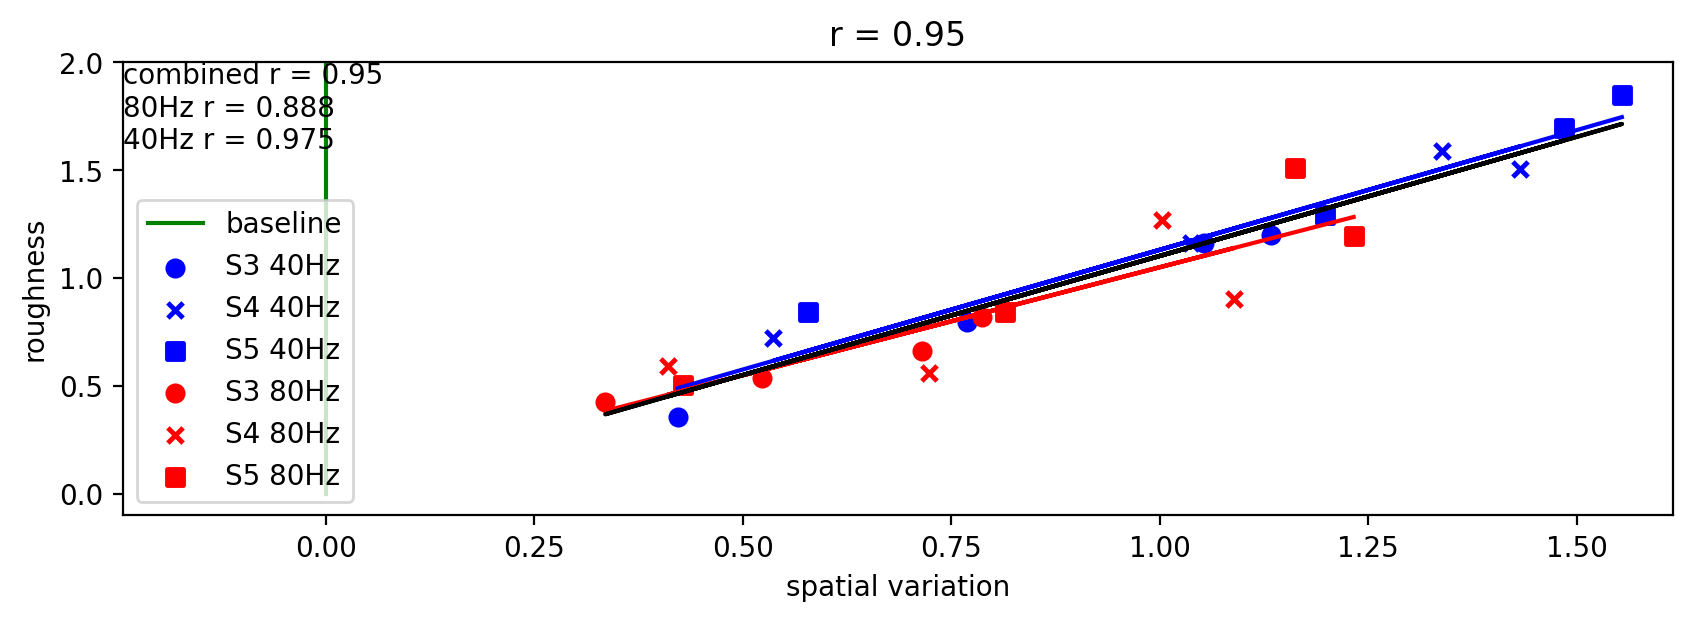 r = 0.95
combined r = 0.95
80Hz r = 0.888
40Hz r = 0.975
2.0
1.5
1.0
0.5
0.0
roughness
baseline
S3 40Hz
S4 40Hz
S5 40Hz
S3 80Hz
S4 80Hz
S5 80Hz
0.00 0.25 0.50 0.75 1.00 1.25 1.50
spatial variation